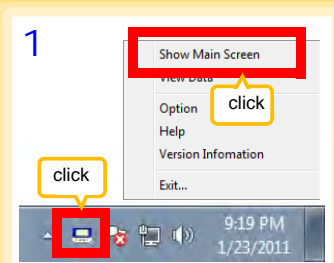 1
Show Main Screen
View Data
Option
click
Help
Version Infomation
click
Exit...
9:19 PM
1/23/2011